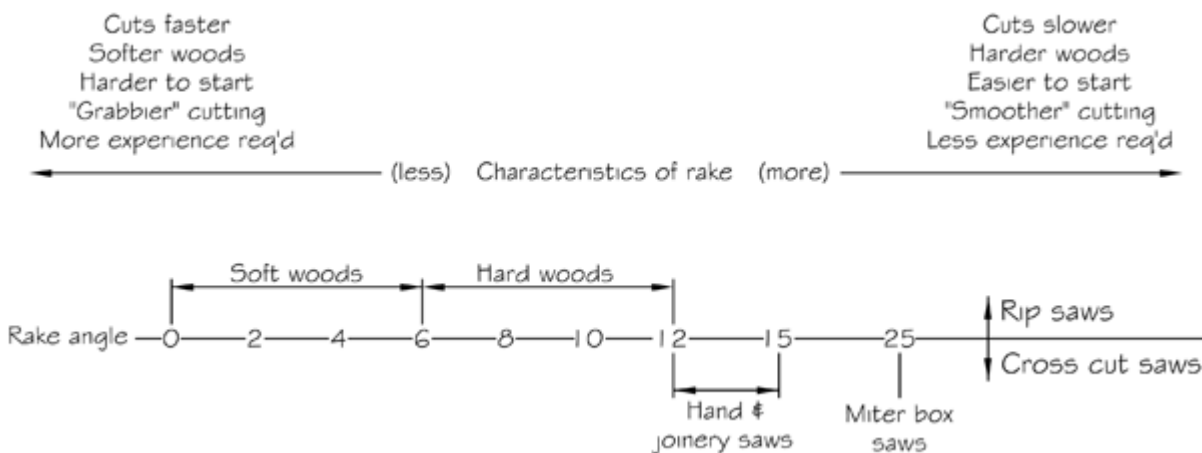 Cuts faster
Softer woods
Harder to start
"Grabbier" cutting
More experience req'd
Cuts slower
Harder woods
Easier to start
"Smoother" cutting
Less experience req'd
(less) Characteristics of rake (more)
Soft woods Hard woods
Rake angle 0 2 4 6 8 10 12 15 25
Rip saws
Cross cut saws
Hand &
joinery saws
Miter box
saws